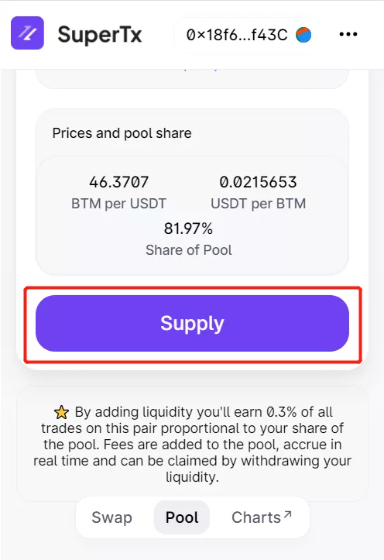 SuperTx
0×18f6...f43C
Prices and pool share
46.3707 0.0215653
BTM per USDT USDT per BTM
81.97%
Share of Pool
Supply
⭐ By adding liquidity you'll earn 0.3% of all
trades on this pair proportional to your share
of the pool. Fees are added to the pool, accrue in
real time and can be claimed by withdrawing your
liquidity.
Swap Pool Charts↗